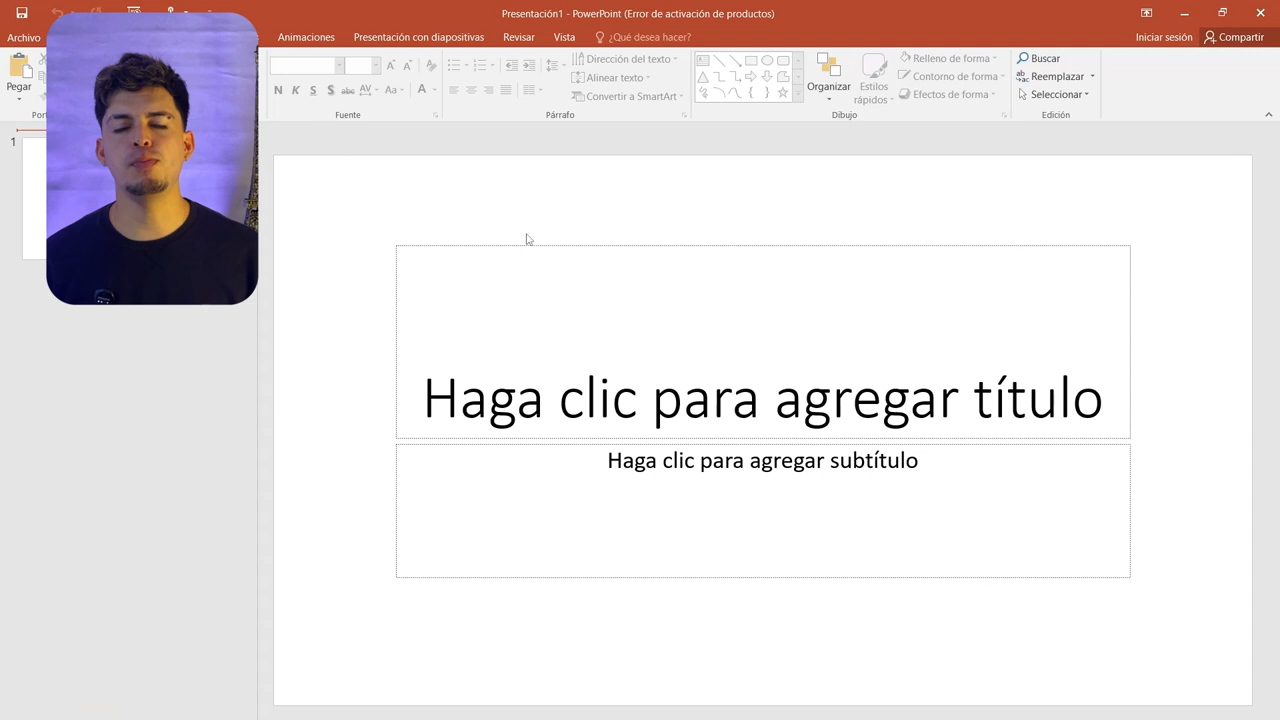 Presentación1 - PowerPoint (Error de activación de productos)
Archivo
Animaciones
Presentación con diapositivas
Revisar
Vista
¿Qué desea hacer?
Iniciar sesión
Compartir
Pegar
N K S S abc AV Aa A
Fuente
Dirección del texto
Alinear texto
Convertir a SmartArt
Párrafo
Organizar
Estilos
rápidos
Relleno de forma
Contorno de forma
Efectos de forma
Dibujo
Buscar
Reemplazar
Seleccionar
Edición
1
Haga clic para agregar título
Haga clic para agregar subtítulo